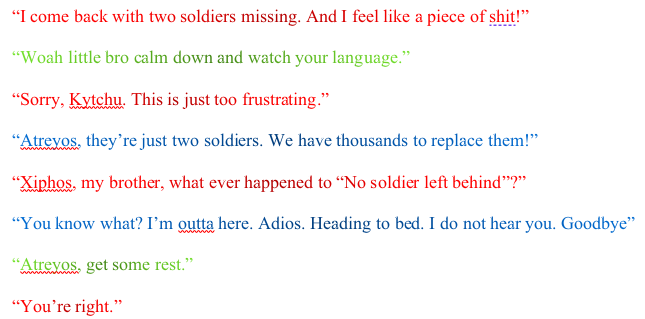 “I come back with two soldiers missing. And I feel like a piece of shit!”
“Woah little bro calm down and watch your language.”
“Sorry, Kytchu. This is just too frustrating.”
“Atreyos, they’re just two soldiers. We have thousands to replace them!”
“Xiphos, my brother, what ever happened to “No soldier left behind”?”
“You know what? I’m outta here. Adios. Heading to bed. I do not hear you. Goodbye”
“Atreyos, get some rest.”
“You’re right.”